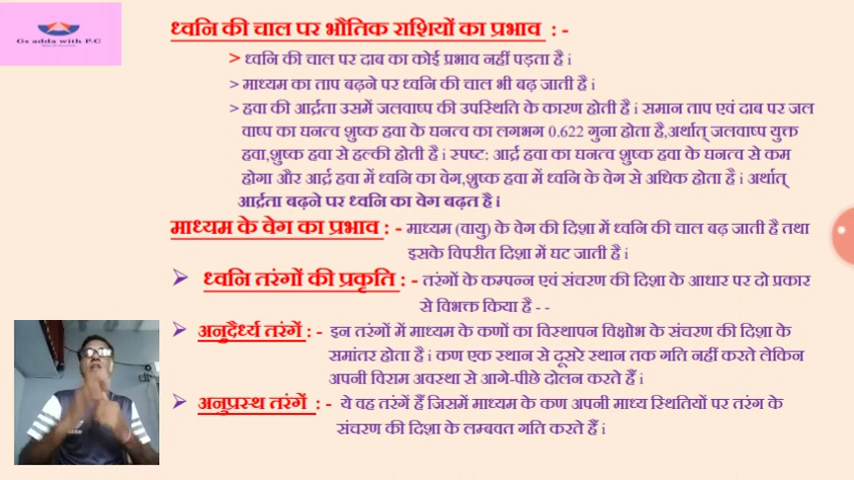 Gs adda with P.C
ध्वनि की चाल पर भौतिक राशियों का प्रभाव : -
> ध्वनि की चाल पर दाब का कोई प्रभाव नहीं पड़ता है i
> माध्यम का ताप बढ़ने पर ध्वनि की चाल भी बढ़ जाती है i
> हवा की आर्द्रता उसमें जलवाष्प की उपस्थिति के कारण होती है i समान ताप एवं दाब पर जल
वाष्प का घनत्व शुष्क हवा के घनत्व का लगभग 0.622 गुना होता है,अर्थात् जलवाष्प युक्त
हवा,शुष्क हवा से हल्की होती है i स्पष्ट: आर्द्र हवा का घनत्व शुष्क हवा के घनत्व से कम
होगा और आर्द्र हवा में ध्वनि का वेग,शुष्क हवा में ध्वनि के वेग से अधिक होता है i अर्थात्
आर्द्रता बढ़ने पर ध्वनि का वेग बढ़त है i
माध्यम के वेग का प्रभाव : - माध्यम (वायु) के वेग की दिशा में ध्वनि की चाल बढ़ जाती है तथा
इसके विपरीत दिशा में घट जाती है i
➢ ध्वनि तरंगों की प्रकृति : - तरंगों के कम्पन्न एवं संचरण की दिशा के आधार पर दो प्रकार
से विभक्त किया है - -
➢ अनुदैर्ध्य तरंगें : - इन तरंगों में माध्यम के कणों का विस्थापन विक्षोभ के संचरण की दिशा के
समांतर होता है i कण एक स्थान से दूसरे स्थान तक गति नहीं करते लेकिन
अपनी विराम अवस्था से आगे-पीछे दोलन करते हैं i
➢ अनुप्रस्थ तरंगें : - ये वह तरंगें हैं जिसमें माध्यम के कण अपनी माध्य स्थितियों पर तरंग के
संचरण की दिशा के लम्बवत गति करते हैं i